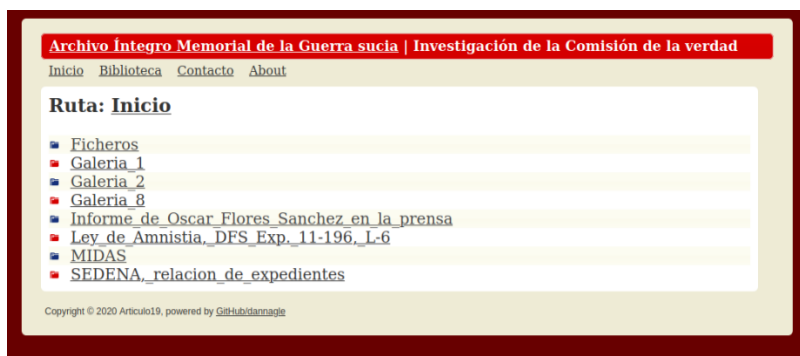 Archivo Íntegro Memorial de la Guerra sucia | Investigación de la Comisión de la verdad
Inicio Biblioteca Contacto About
Ruta: Inicio
Ficheros
Galeria_1
Galeria_2
Galeria_8
Informe_de_Oscar_Flores_Sanchez_en_la_prensa
Ley_de_Amnistia,_DFS_Exp._11-196,_L-6
MIDAS
SEDENA,_relacion_de_expedientes
Copyright © 2020 Articulo19, powered by GitHub/dannagle